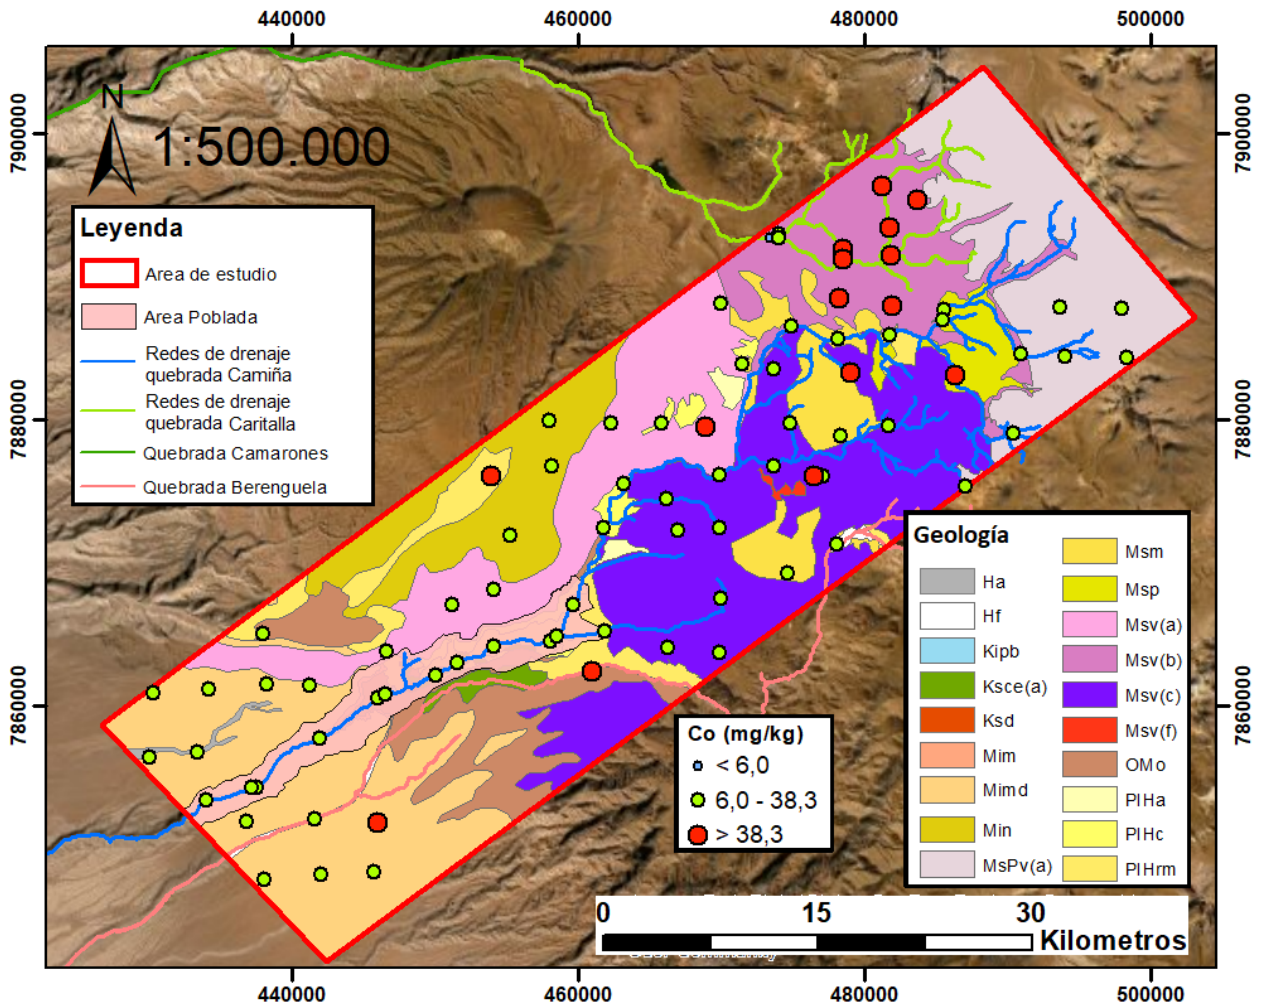 440000
460000
480000
500000
7890000
7890000
N
1:500.000
Leyenda
Area de estudio
Area Poblada
Redes de drenaje
quebrada Camiña
Redes de drenaje
quebrada Caritalla
Quebrada Camarones
Quebrada Berenguela
7880000
7880000
Geología
Ha
Hf
Kipb
Ksce(a)
Ksd
Mim
Mimd
Min
MsPv(a)
Msm
Msp
Msv(a)
Msv(b)
Msv(c)
Msv(f)
OMo
PlHa
PlHc
PlHrm
7860000
7860000
Co (mg/kg)
< 6,0
6,0 - 38,3
> 38,3
0 15 30
Kilometros
440000
460000
480000
500000